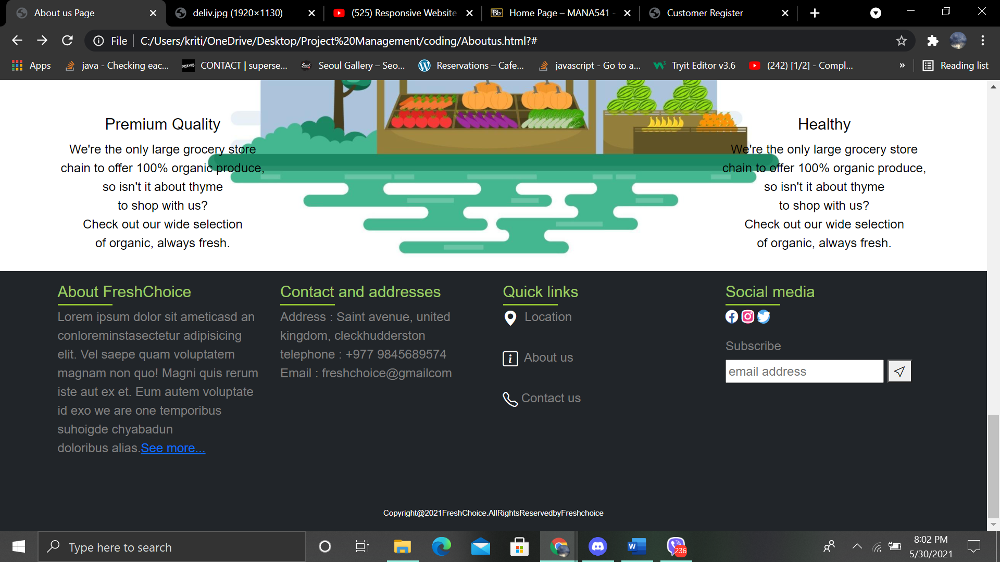 About us Page
deliv.jpg (1920×1130)
(525) Responsive Website
Home Page – MANA541 -
Customer Register
File
C:/Users/kriti/OneDrive/Desktop/Project%20Management/coding/Aboutus.html?#
Apps
java - Checking eac...
CONTACT | superse...
Seoul Gallery – Seo...
Reservations – Cafe...
javascript - Go to a...
Tryit Editor v3.6
(242) [1/2] - Compl...
»
Reading list
Premium Quality
We're the only large grocery store
chain to offer 100% organic produce,
so isn't it about thyme
to shop with us?
Check out our wide selection
of organic, always fresh.
Healthy
We're the only large grocery store
chain to offer 100% organic produce,
so isn't it about thyme
to shop with us?
Check out our wide selection
of organic, always fresh.
About FreshChoice
Lorem ipsum dolor sit ameticasd an
conloreminstasectetur adipisicing
elit. Vel saepe quam voluptatem
magnam non quo! Magni quis rerum
iste aut ex et. Eum autem voluptate
id exo we are one temporibus
suhoigde chyabadun
doloribus alias.See more...
Contact and addresses
Address : Saint avenue, united
kingdom, cleckhudderston
telephone : +977 9845689574
Email : freshchoice@gmailcom
Quick links
Location
About us
Contact us
Social media
Subscribe
email address
Copyright@2021FreshChoice.AllRightsReservedbyFreshchoice
Type here to search
236
8:02 PM
5/30/2021